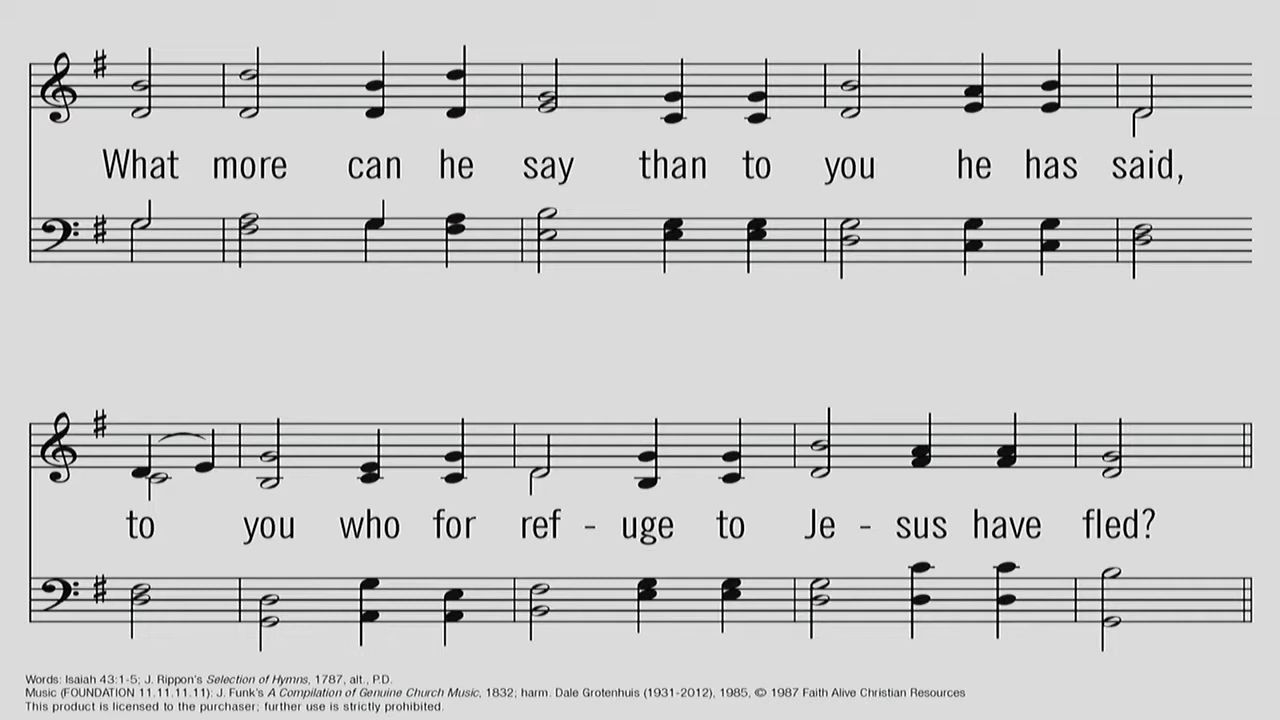 What more can he say than to you he has said,
to you who for ref - uge to Je - sus have fled?
Words: Isaiah 43:1-5; J. Rippon's Selection of Hymns, 1787, alt., P.D.
Music (FOUNDATION 11.11.11.11): J. Funk's A Compilation of Genuine Church Music, 1832; harm. Dale Grotenhuis (1931-2012), 1985, © 1987 Faith Alive Christian Resources
This product is licensed to the purchaser; further use is strictly prohibited.